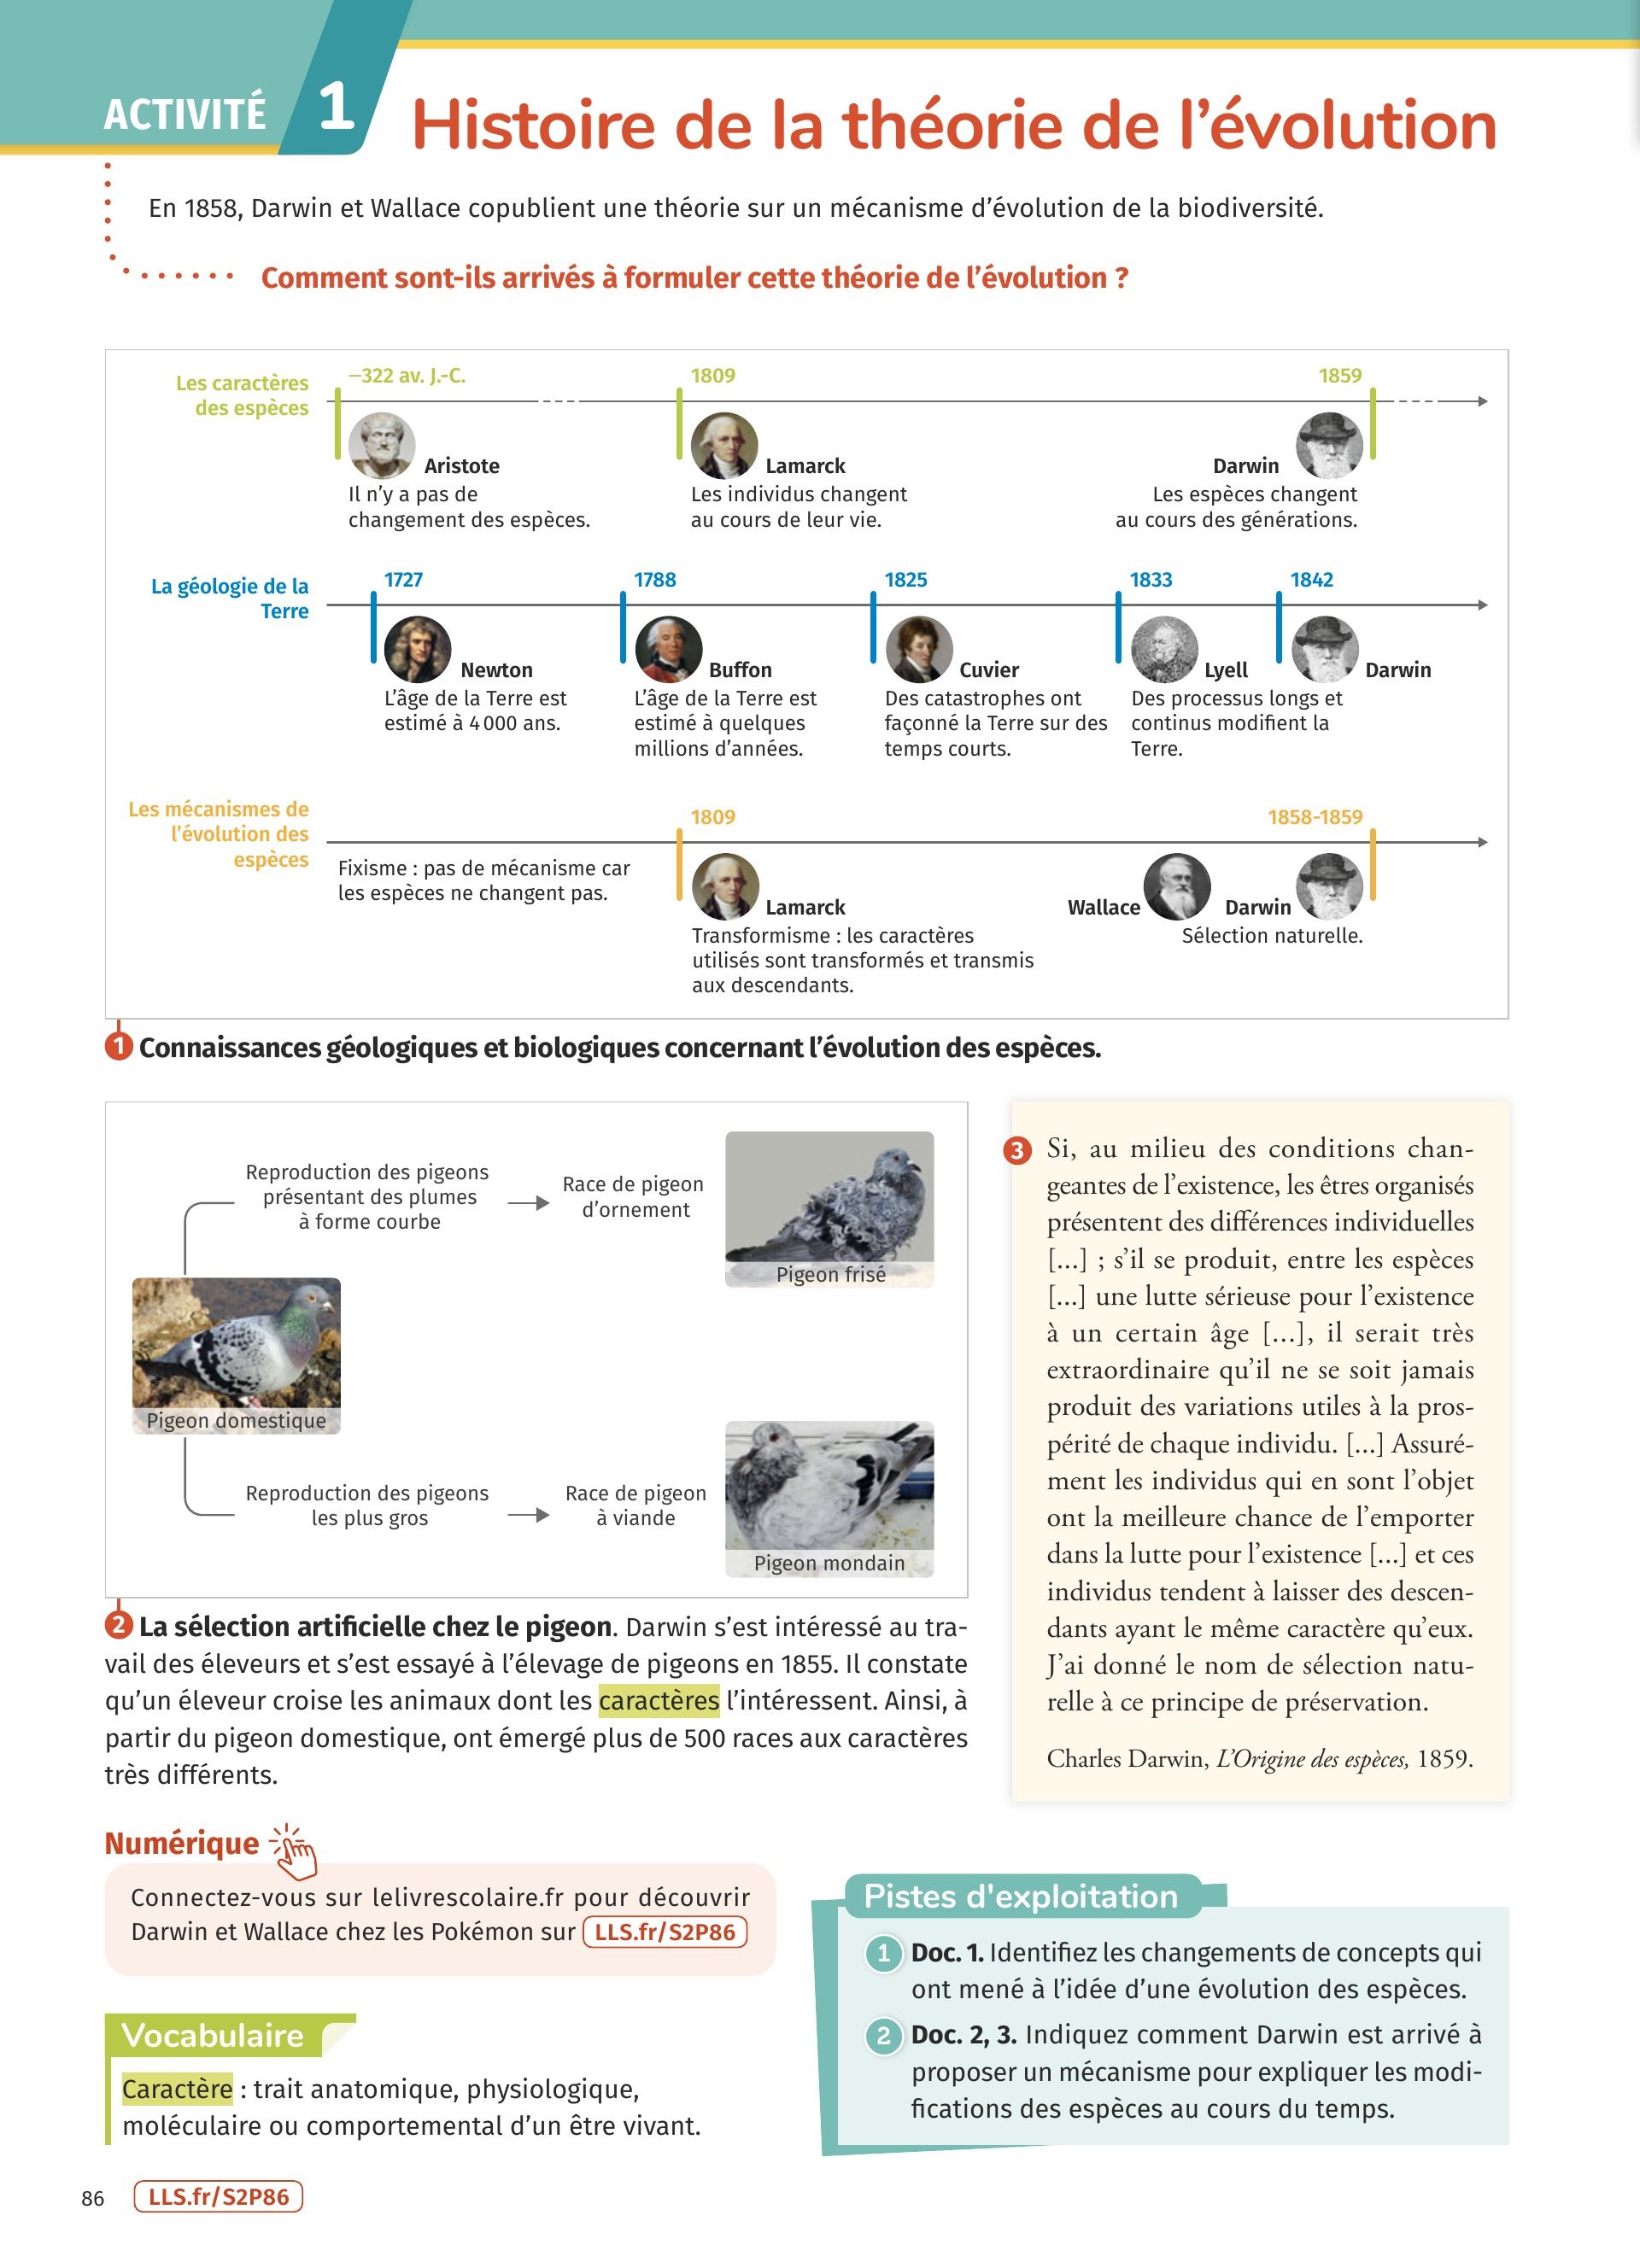 ACTIVITÉ 1
Histoire de la théorie de l'évolution
En 1858, Darwin et Wallace copublient une théorie sur un mécanisme d'évolution de la biodiversité.
Comment sont-ils arrivés à formuler cette théorie de l'évolution ?
Les caractères
des espèces
–322 av. J.-C.
Aristote
Il n'y a pas de
changement des espèces.
1809
Lamarck
Les individus changent
au cours de leur vie.
1859
Darwin
Les espèces changent
au cours des générations.
La géologie de la
Terre
1727
Newton
L'âge de la Terre est
estimé à 4 000 ans.
1788
Buffon
L'âge de la Terre est
estimé à quelques
millions d'années.
1825
Cuvier
Des catastrophes ont
façonné la Terre sur des
temps courts.
1833
Lyell
1842
Darwin
Des processus longs et
continus modifient la
Terre.
Les mécanismes de
l'évolution des
espèces
Fixisme : pas de mécanisme car
les espèces ne changent pas.
1809
Lamarck
Transformisme : les caractères
utilisés sont transformés et transmis
aux descendants.
1858-1859
Wallace
Darwin
Sélection naturelle.
1 Connaissances géologiques et biologiques concernant l'évolution des espèces.
Reproduction des pigeons
présentant des plumes
à forme courbe
Race de pigeon
d'ornement
Pigeon frisé
Pigeon domestique
Reproduction des pigeons
les plus gros
Race de pigeon
à viande
Pigeon mondain
2 La sélection artificielle chez le pigeon. Darwin s'est intéressé au tra-
vail des éleveurs et s'est essayé à l'élevage de pigeons en 1855. Il constate
qu'un éleveur croise les animaux dont les caractères l'intéressent. Ainsi, à
partir du pigeon domestique, ont émergé plus de 500 races aux caractères
très différents.
3 Si, au milieu des conditions chan-
geantes de l'existence, les êtres organisés
présentent des différences individuelles
[...] ; s'il se produit, entre les espèces
[...] une lutte sérieuse pour l'existence
à un certain âge [...], il serait très
extraordinaire qu'il ne se soit jamais
produit des variations utiles à la pros-
périté de chaque individu. [...] Assuré-
ment les individus qui en sont l'objet
ont la meilleure chance de l'emporter
dans la lutte pour l'existence [...] et ces
individus tendent à laisser des descen-
dants ayant le même caractère qu'eux.
J'ai donné le nom de sélection natu-
relle à ce principe de préservation.
Charles Darwin, L'Origine des espèces, 1859.
Numérique
Connectez-vous sur lelivrescolaire.fr pour découvrir
Darwin et Wallace chez les Pokémon sur LLS.fr/S2P86
Vocabulaire
Caractère : trait anatomique, physiologique,
moléculaire ou comportemental d'un être vivant.
Pistes d'exploitation
1 Doc. 1. Identifiez les changements de concepts qui
ont mené à l'idée d'une évolution des espèces.
2 Doc. 2, 3. Indiquez comment Darwin est arrivé à
proposer un mécanisme pour expliquer les modi-
fications des espèces au cours du temps.
86 LLS.fr/S2P86